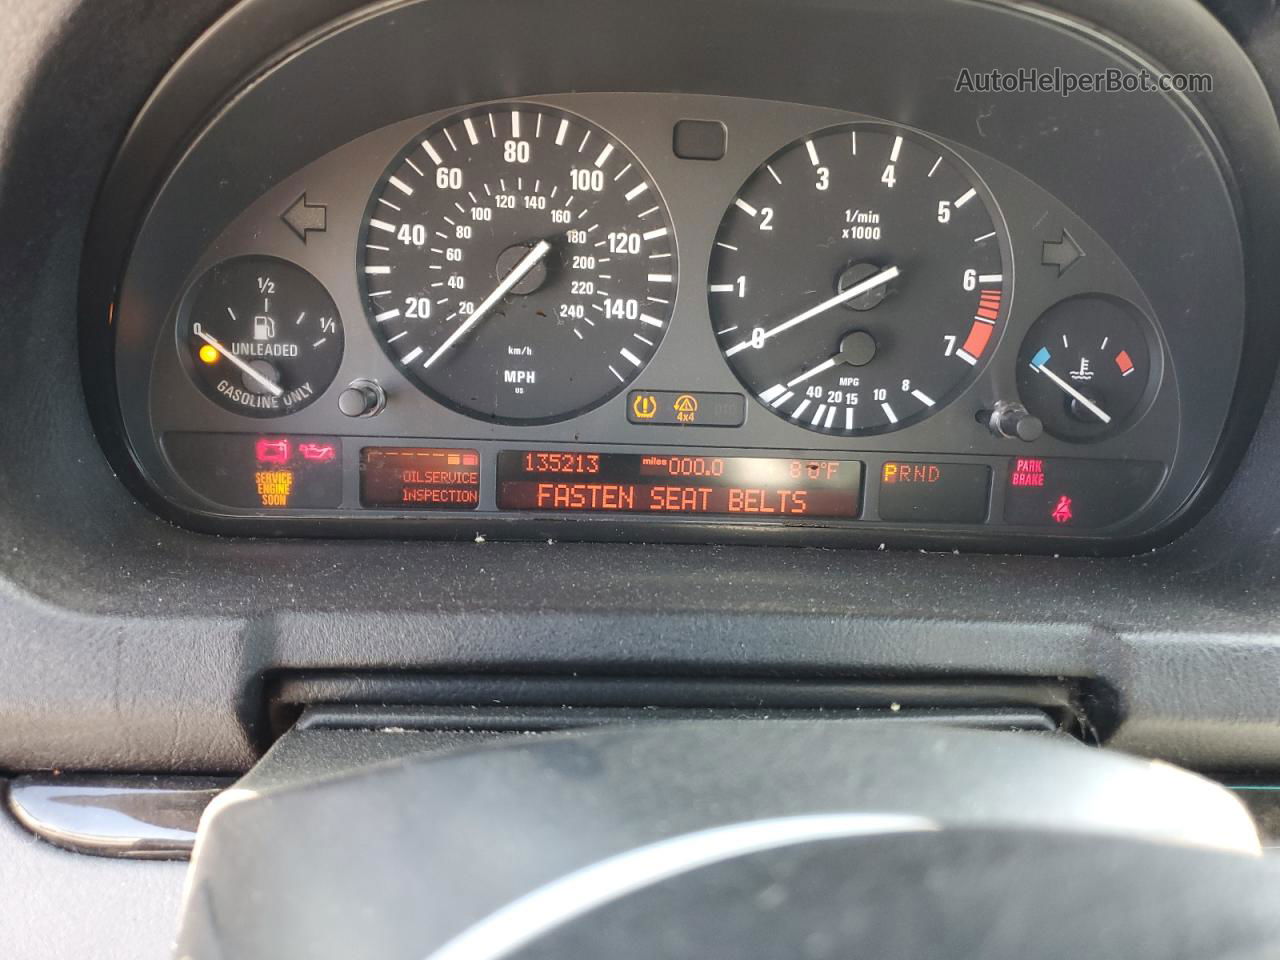 AutoHelperBot.com
20 40 60 80 100 120 140
20 40 60 80 100 120 140 160 180 200 220 240
km/h
MPH
US
0 1 2 3 4 5 6 7
1/min
x1000
MPG
40 20 15 10 8
0 1/2 1/1
UNLEADED
GASOLINE ONLY
4x4
SERVICE
ENGINE
SOON
OILSERVICE
INSPECTION
135213 miles 000.0
°F
FASTEN SEAT BELTS
PRND
PARK
BRAKE